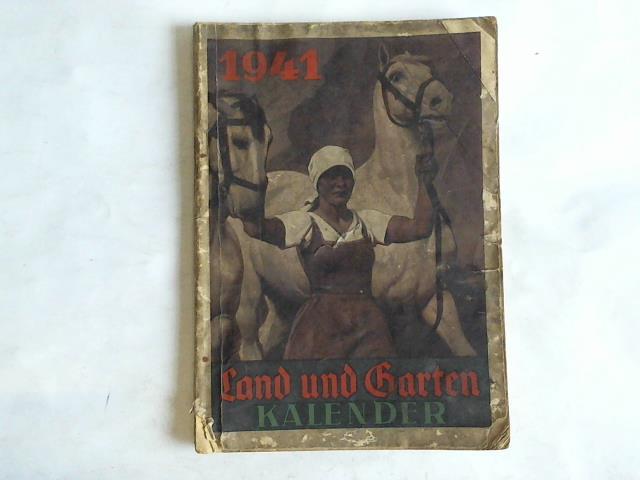 1941
Land und Garten
KALENDER